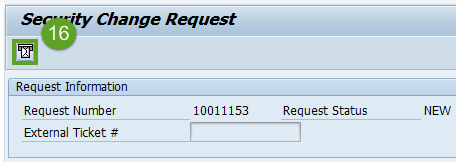 Security Change Request
16
Request Information
Request Number 10011153 Request Status NEW
External Ticket #